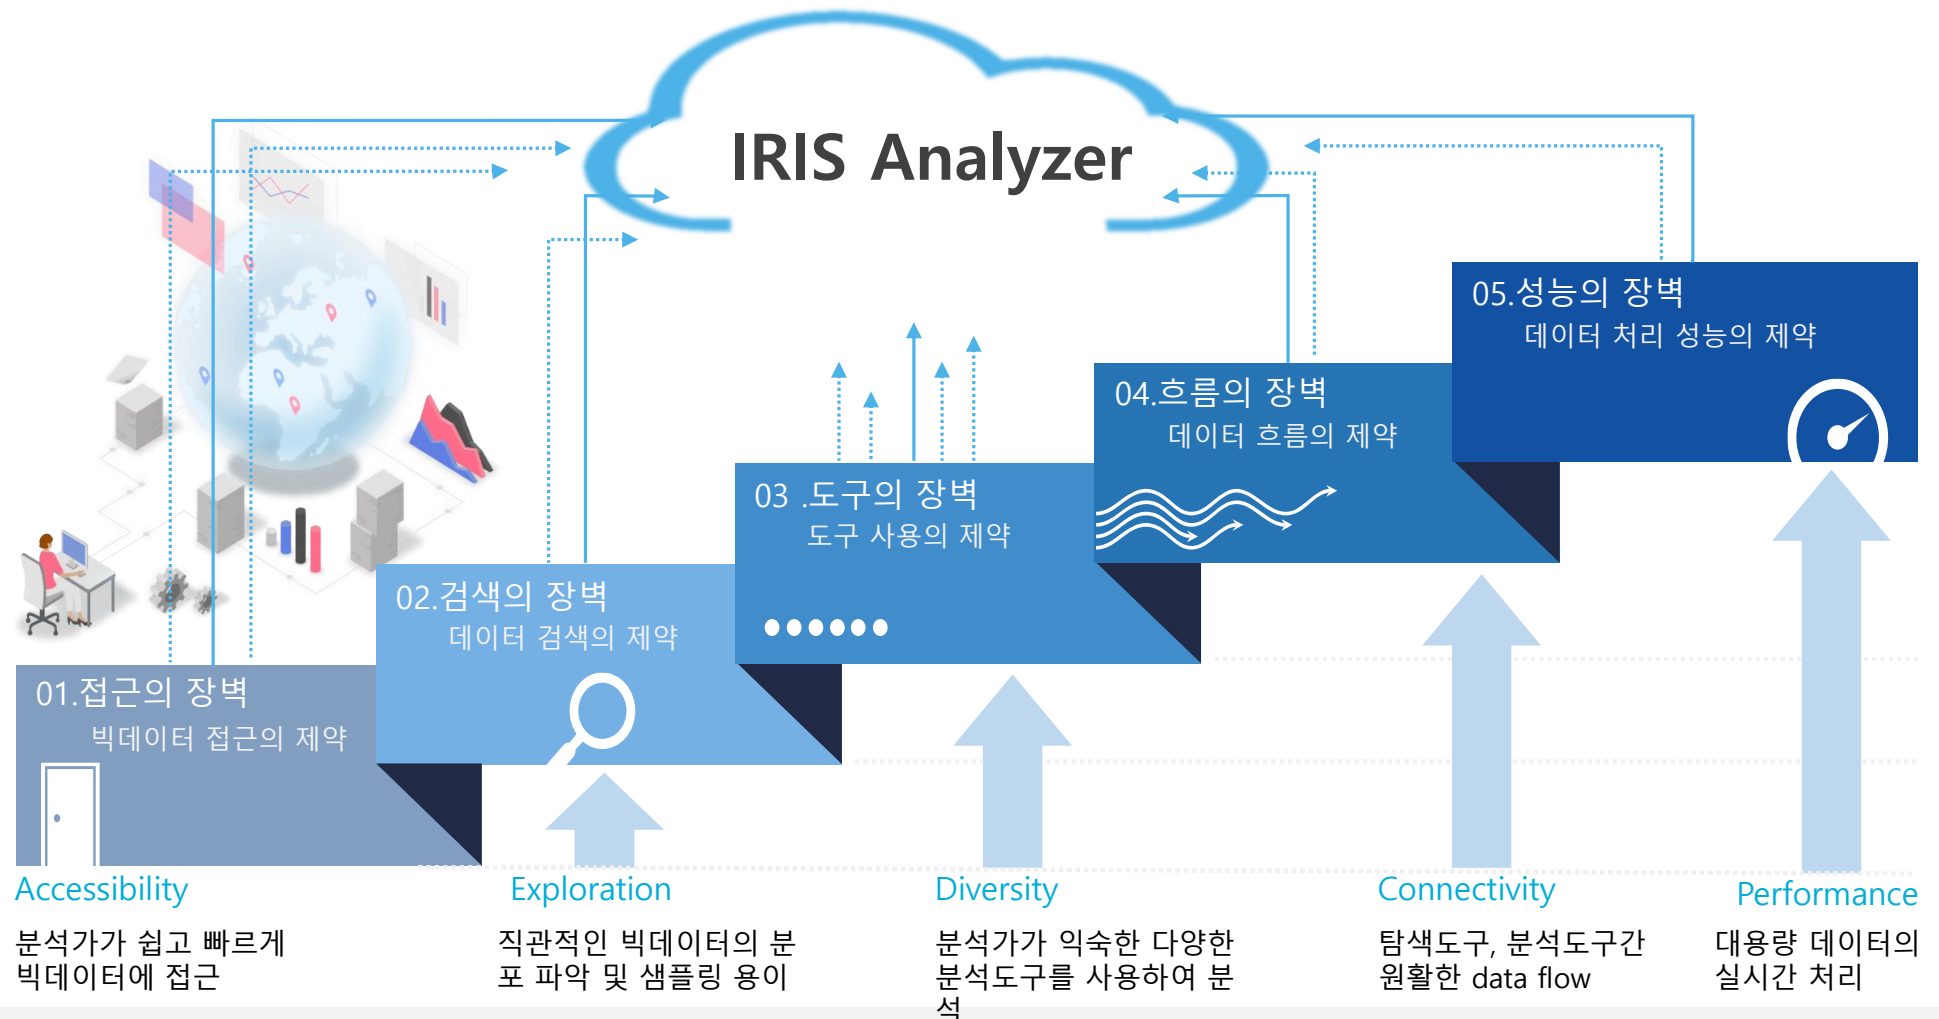 IRIS Analyzer
05.성능의 장벽
데이터 처리 성능의 제약
04.흐름의 장벽
데이터 흐름의 제약
03 .도구의 장벽
도구 사용의 제약
02.검색의 장벽
데이터 검색의 제약
01.접근의 장벽
빅데이터 접근의 제약
Accessibility
분석가가 쉽고 빠르게
빅데이터에 접근
Exploration
직관적인 빅데이터의 분
포 파악 및 샘플링 용이
Diversity
분석가가 익숙한 다양한
분석도구를 사용하여 분
석
Connectivity
탐색도구, 분석도구간
원활한 data flow
Performance
대용량 데이터의
실시간 처리